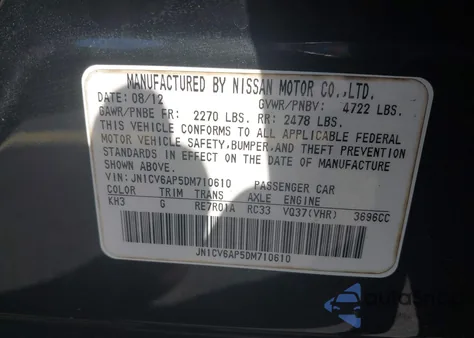 MANUFACTURED BY NISSAN MOTOR CO.,LTD.
DATE: 08/12 GVWR/PNBV: 4722 LBS.
GAWR/PNBE FR: 2270 LBS. RR: 2478 LBS.
THIS VEHICLE CONFORMS TO ALL APPLICABLE FEDERAL
MOTOR VEHICLE SAFETY,BUMPER,AND THEFT PREVENTION
STANDARDS IN EFFECT ON THE DATE OF MANUFACTURE
SHOWN ABOVE.
VIN: JN1CV6AP5DM710610 PASSENGER CAR
COLOR TRIM TRANS AXLE ENGINE
KH3 G RE7R01A RC33 VQ37(VHR) 3696CC
JN1CV6AP5DM710610